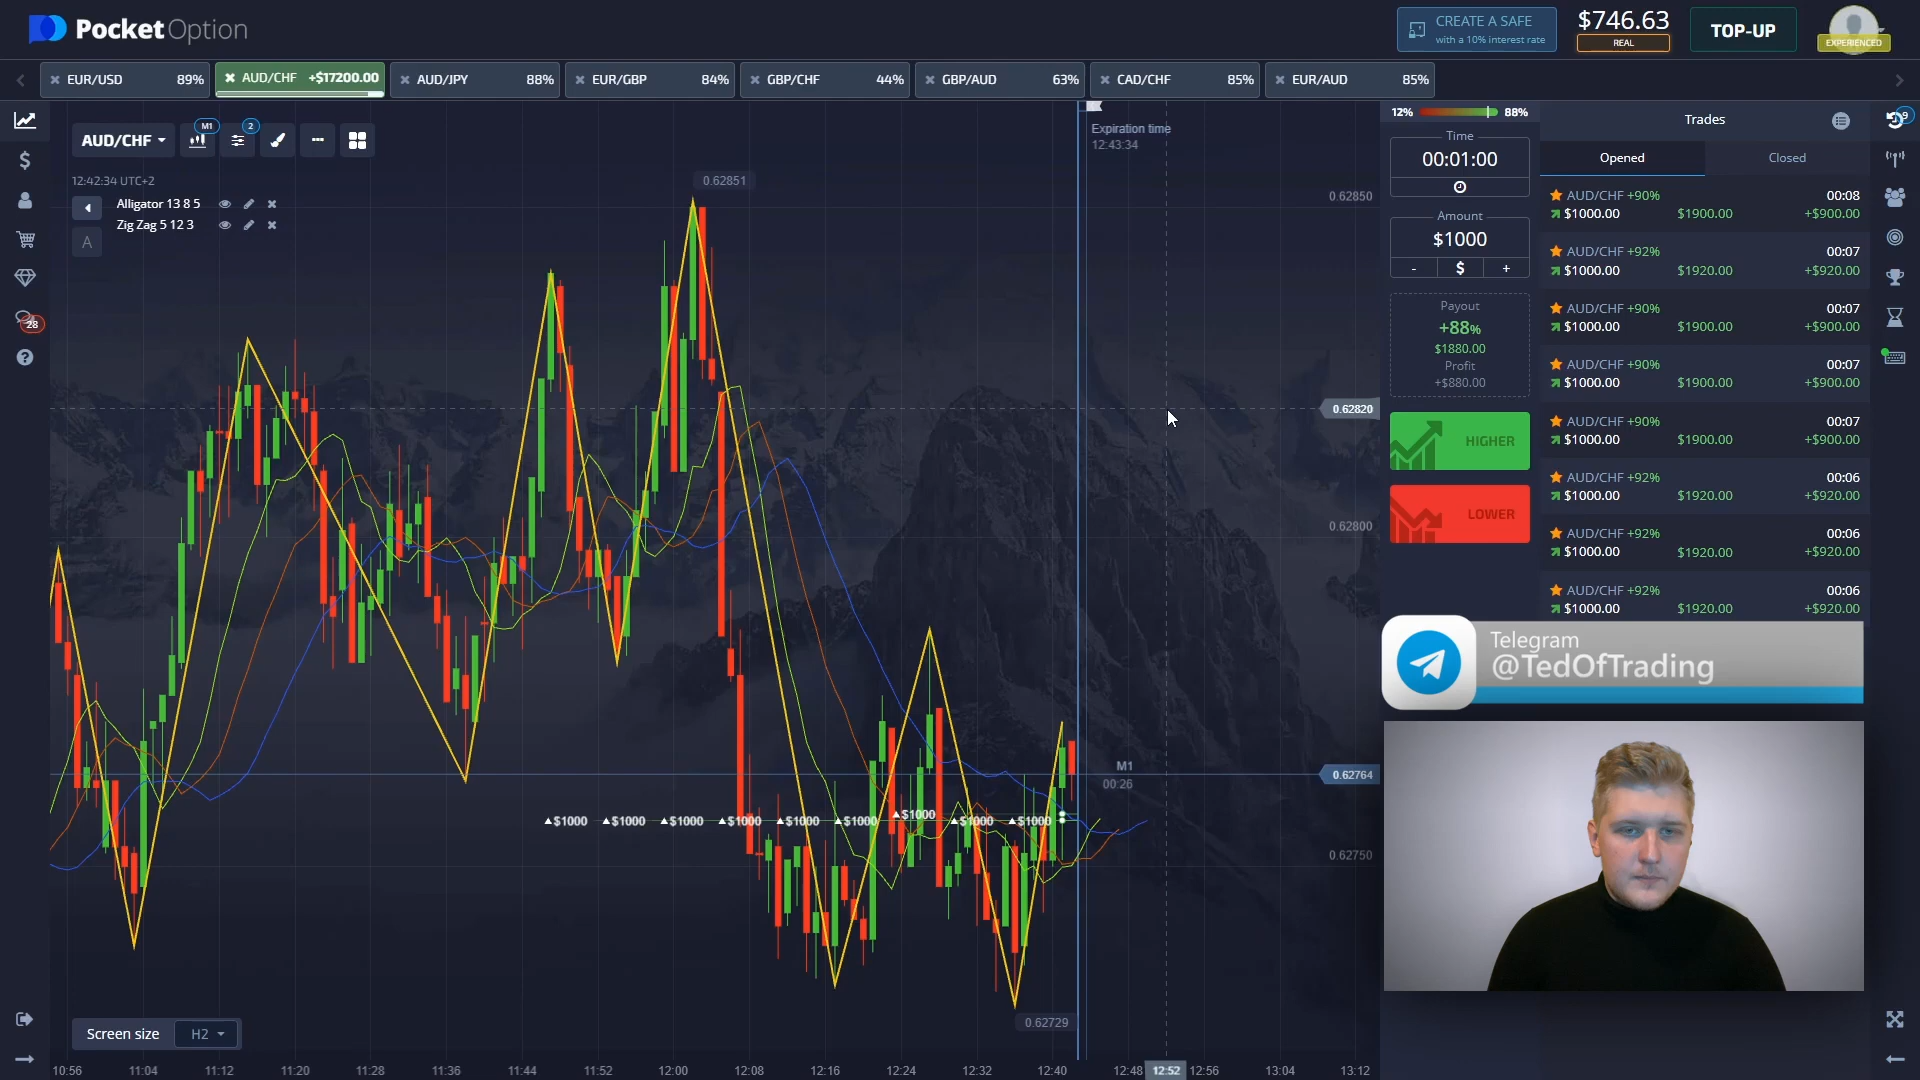 PocketOption
CREATE A SAFE
with a 10% interest rate
$746.63
REAL
TOP-UP
EXPERIENCED
EUR/USD 89%
AUD/CHF +$17200.00
AUD/JPY 88%
EUR/GBP 84%
GBP/CHF 44%
GBP/AUD 63%
CAD/CHF 85%
EUR/AUD 85%
28
AUD/CHF
M1
2
12:42:34 UTC+2
Alligator 13 8 5
Zig Zag 5 12 3
A
0.62851
Expiration time
12:43:34
0.62850
0.62820
0.62800
M1
00:26
0.62764
0.62750
$1000 $1000 $1000 $1000 $1000 $1000 $1000 $1000 $1000
0.62729
Screen size H2
10:56 11:04 11:12 11:20 11:28 11:36 11:44 11:52 12:00 12:08 12:16 12:24 12:32 12:40 12:48 12:52 12:56 13:04 13:12
12% 88%
Time
00:01:00
Amount
$1000
- $ +
Payout
+88%
$1880.00
Profit
+$880.00
HIGHER
LOWER
Trades
9
Opened Closed
AUD/CHF +90% 00:08
$1000.00 $1900.00 +$900.00
AUD/CHF +92% 00:07
$1000.00 $1920.00 +$920.00
AUD/CHF +90% 00:07
$1000.00 $1900.00 +$900.00
AUD/CHF +90% 00:07
$1000.00 $1900.00 +$900.00
AUD/CHF +90% 00:07
$1000.00 $1900.00 +$900.00
AUD/CHF +92% 00:06
$1000.00 $1920.00 +$920.00
AUD/CHF +92% 00:06
$1000.00 $1920.00 +$920.00
AUD/CHF +92% 00:06
$1000.00 $1920.00 +$920.00
Telegram
@TedOfTrading